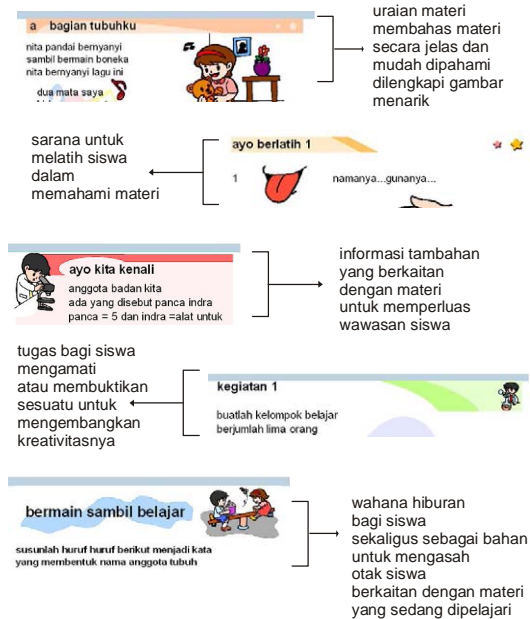 a bagian tubuhku
nita pandai bernyanyi
sambil bermain boneka
nita bernyanyi lagu ini
dua mata saya
uraian materi
membahas materi
secara jelas dan
mudah dipahami
dilengkapi gambar
menarik
sarana untuk
melatih siswa
dalam
memahami materi
ayo berlatih 1
1 namanya...gunanya...
ayo kita kenali
anggota badan kita
ada yang disebut panca indra
panca = 5 dan indra =alat untuk
informasi tambahan
yang berkaitan
dengan materi
untuk memperluas
wawasan siswa
tugas bagi siswa
mengamati
atau membuktikan
sesuatu untuk
mengembangkan
kreativitasnya
kegiatan 1
buatlah kelompok belajar
berjumlah lima orang
bermain sambil belajar
susunlah huruf huruf berikut menjadi kata
yang membentuk nama anggota tubuh
wahana hiburan
bagi siswa
sekaligus sebagai bahan
untuk mengasah
otak siswa
berkaitan dengan materi
yang sedang dipelajari